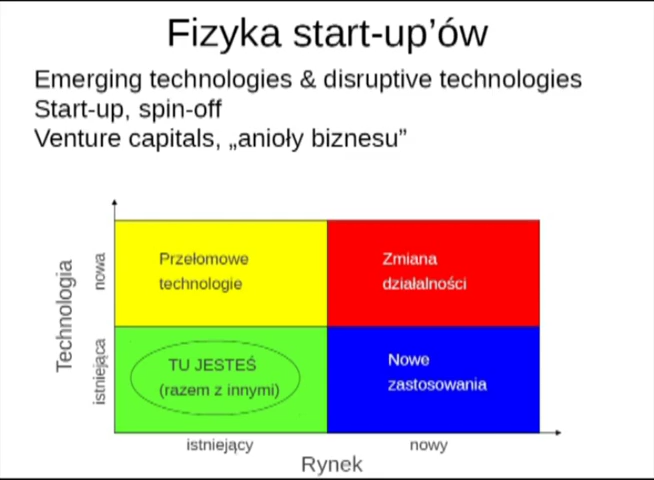 Fizyka start-up’ów
Emerging technologies & disruptive technologies
Start-up, spin-off
Venture capitals, „anioły biznesu”
Technologia
nowa
istniejąca
Przełomowe
technologie
Zmiana
działalności
TU JESTEŚ
(razem z innymi)
Nowe
zastosowania
istniejący
nowy
Rynek